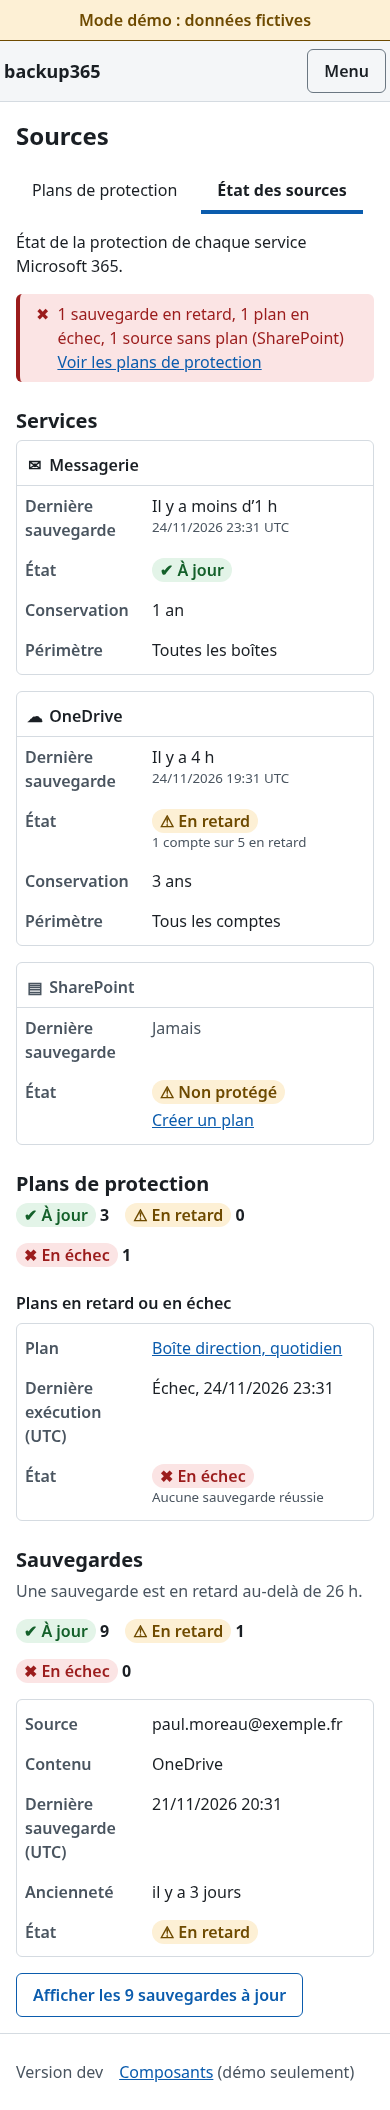 Mode démo : données fictives
backup365
Menu
Sources
Plans de protection
État des sources
État de la protection de chaque service
Microsoft 365.
✖ 1 sauvegarde en retard, 1 plan en
échec, 1 source sans plan (SharePoint)
Voir les plans de protection
Services
✉ Messagerie
Dernière
sauvegarde
Il y a moins d’1 h
24/11/2026 23:31 UTC
État
✔ À jour
Conservation
1 an
Périmètre
Toutes les boîtes
☁ OneDrive
Dernière
sauvegarde
Il y a 4 h
24/11/2026 19:31 UTC
État
⚠ En retard
1 compte sur 5 en retard
Conservation
3 ans
Périmètre
Tous les comptes
▤ SharePoint
Dernière
sauvegarde
Jamais
État
⚠ Non protégé
Créer un plan
Plans de protection
✔ À jour 3 ⚠ En retard 0
✖ En échec 1
Plans en retard ou en échec
Plan
Boîte direction, quotidien
Dernière
exécution
(UTC)
Échec, 24/11/2026 23:31
État
✖ En échec
Aucune sauvegarde réussie
Sauvegardes
Une sauvegarde est en retard au-delà de 26 h.
✔ À jour 9 ⚠ En retard 1
✖ En échec 0
Source
paul.moreau@exemple.fr
Contenu
OneDrive
Dernière
sauvegarde
(UTC)
21/11/2026 20:31
Ancienneté
il y a 3 jours
État
⚠ En retard
Afficher les 9 sauvegardes à jour
Version dev Composants (démo seulement)